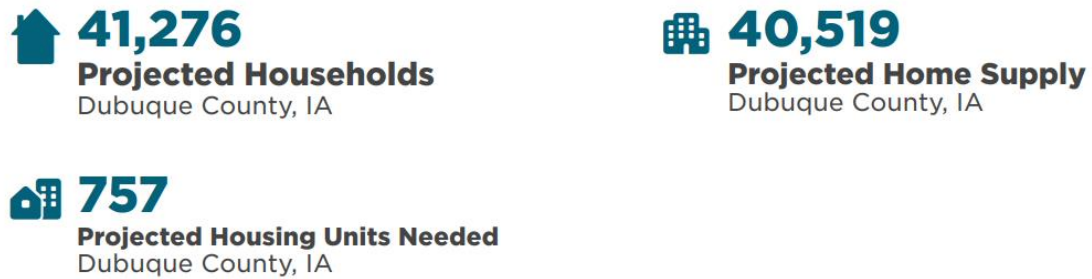 41,276
Projected Households
Dubuque County, IA
40,519
Projected Home Supply
Dubuque County, IA
757
Projected Housing Units Needed
Dubuque County, IA